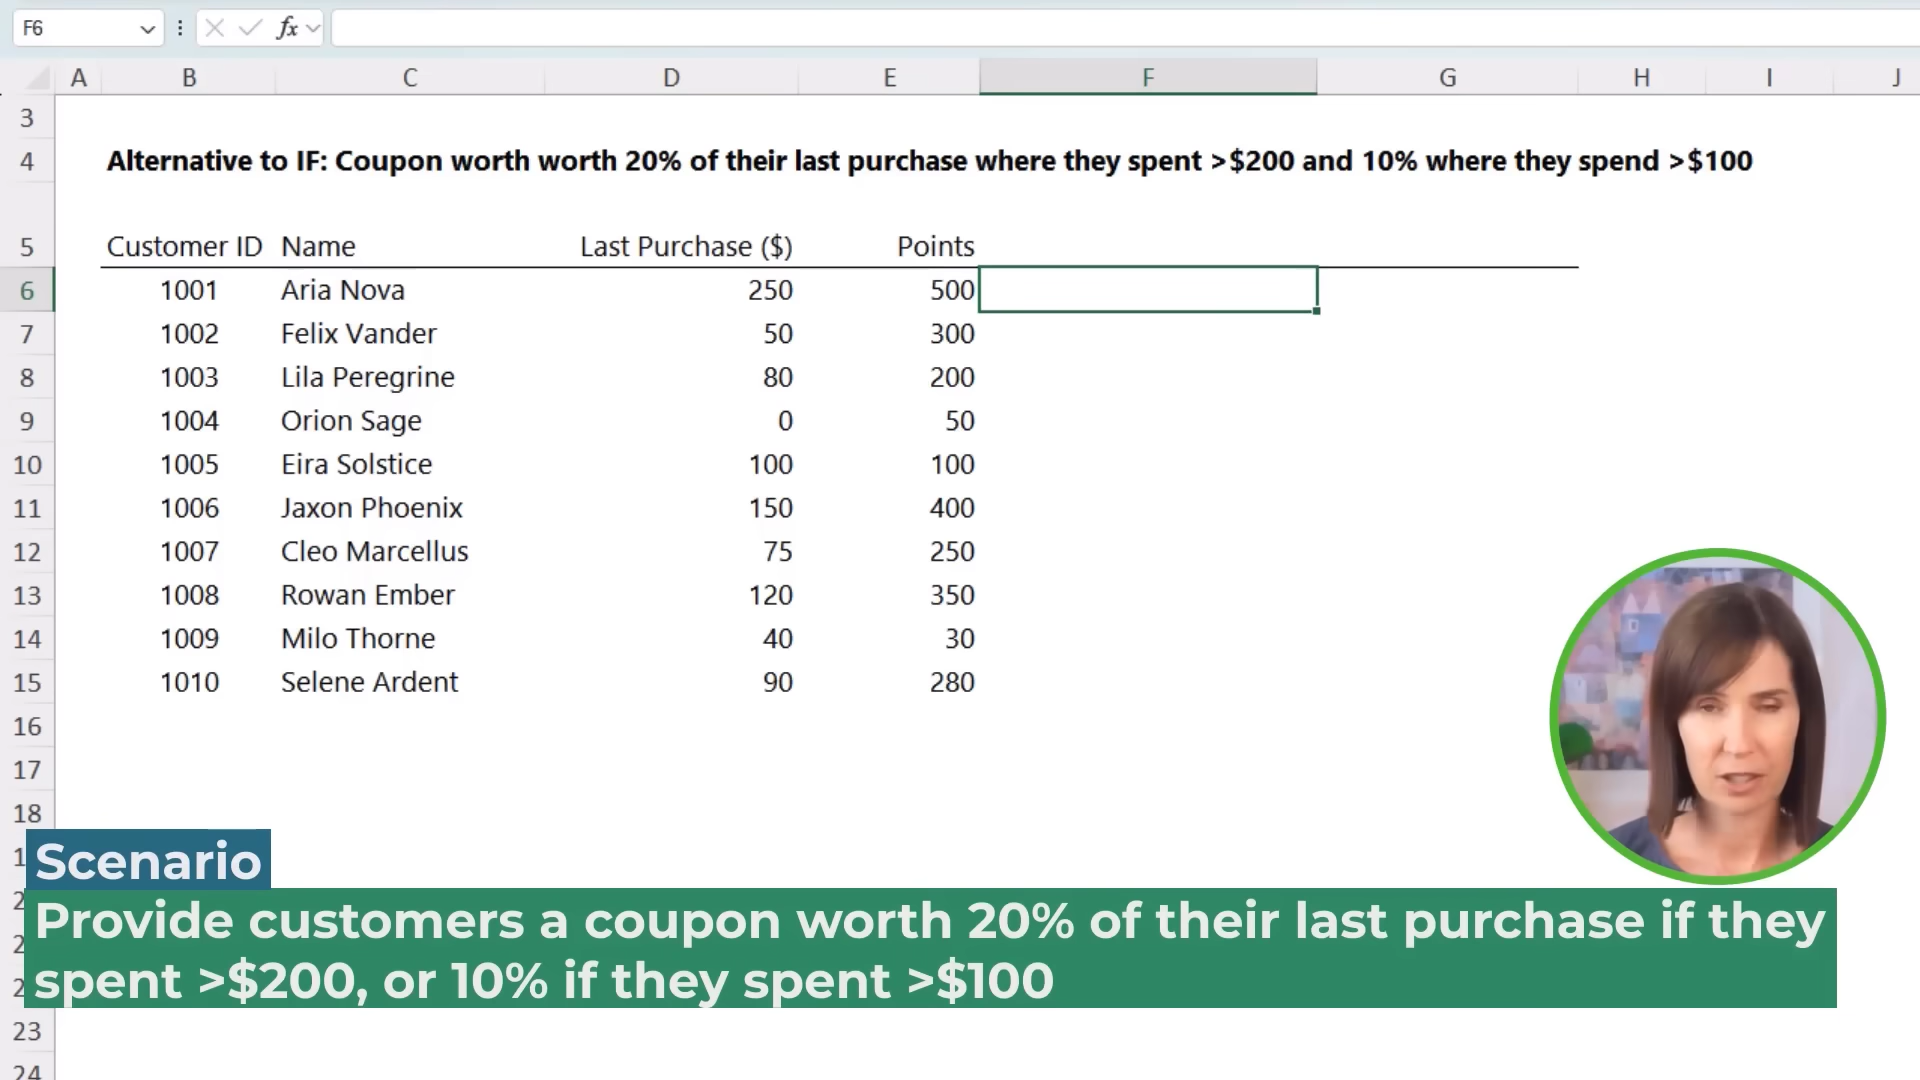 F6 fx
A B C D E F G H I J
3
4 Alternative to IF: Coupon worth worth 20% of their last purchase where they spent >$200 and 10% where they spend >$100
5 Customer ID Name Last Purchase ($) Points
6 1001 Aria Nova 250 500
7 1002 Felix Vander 50 300
8 1003 Lila Peregrine 80 200
9 1004 Orion Sage 0 50
10 1005 Eira Solstice 100 100
11 1006 Jaxon Phoenix 150 400
12 1007 Cleo Marcellus 75 250
13 1008 Rowan Ember 120 350
14 1009 Milo Thorne 40 30
15 1010 Selene Ardent 90 280
16
17
18
Scenario
Provide customers a coupon worth 20% of their last purchase if they
spent >$200, or 10% if they spent >$100
23
24